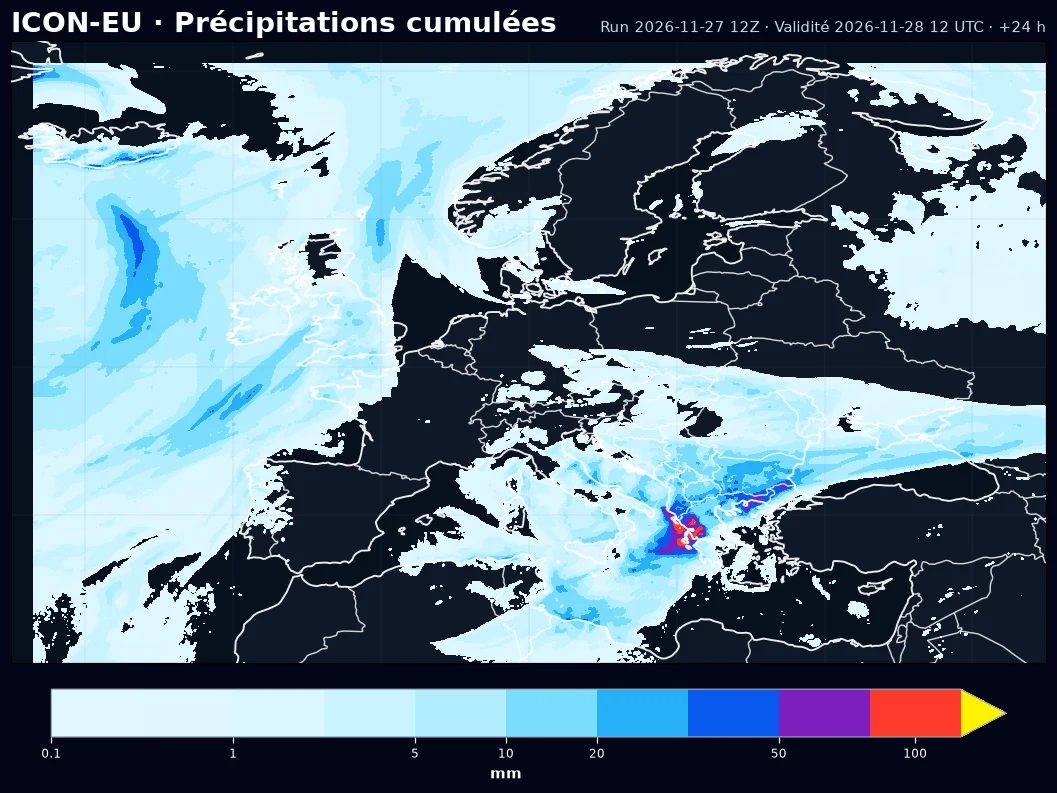 ICON-EU · Précipitations cumulées
Run 2026-11-27 12Z · Validité 2026-11-28 12 UTC · +24 h
0.1 1 5 10 20 50 100
mm